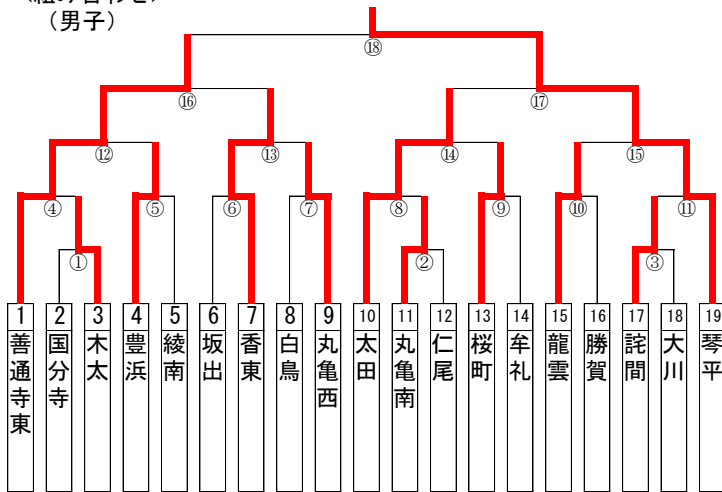 （男子）
⑱
⑯
⑰
⑫
⑬
⑭
⑮
④
⑤
⑥
⑦
⑧
⑨
⑩
⑪
①
②
③
1 善通寺東
2 国分寺
3 木太
4 豊浜
5 綾南
6 坂出
7 香東
8 白鳥
9 丸亀西
10 太田
11 丸亀南
12 仁尾
13 桜町
14 牟礼
15 龍雲
16 勝賀
17 詫間
18 大川
19 琴平